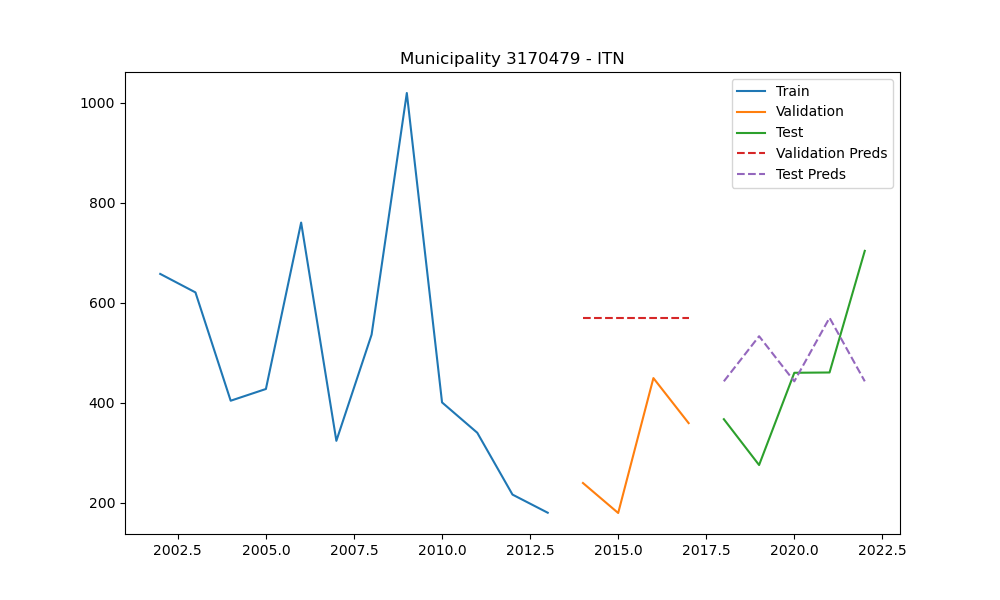 Municipality 3170479 - ITN
Train
Validation
Test
Validation Preds
Test Preds
1000
800
600
400
200
2002.5 2005.0 2007.5 2010.0 2012.5 2015.0 2017.5 2020.0 2022.5